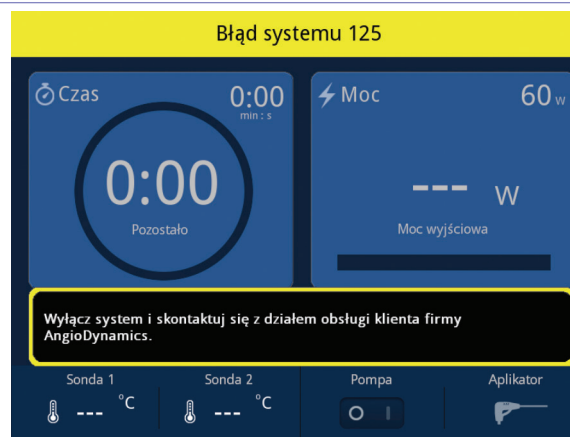 Błąd systemu 125
Czas
0:00
min : s
0:00
Pozostało
Moc
60 w
--- W
Moc wyjściowa
Wyłącz system i skontaktuj się z działem obsługi klienta firmy
AngioDynamics.
Sonda 1
--- °C
Sonda 2
--- °C
Pompa
O I
Aplikator